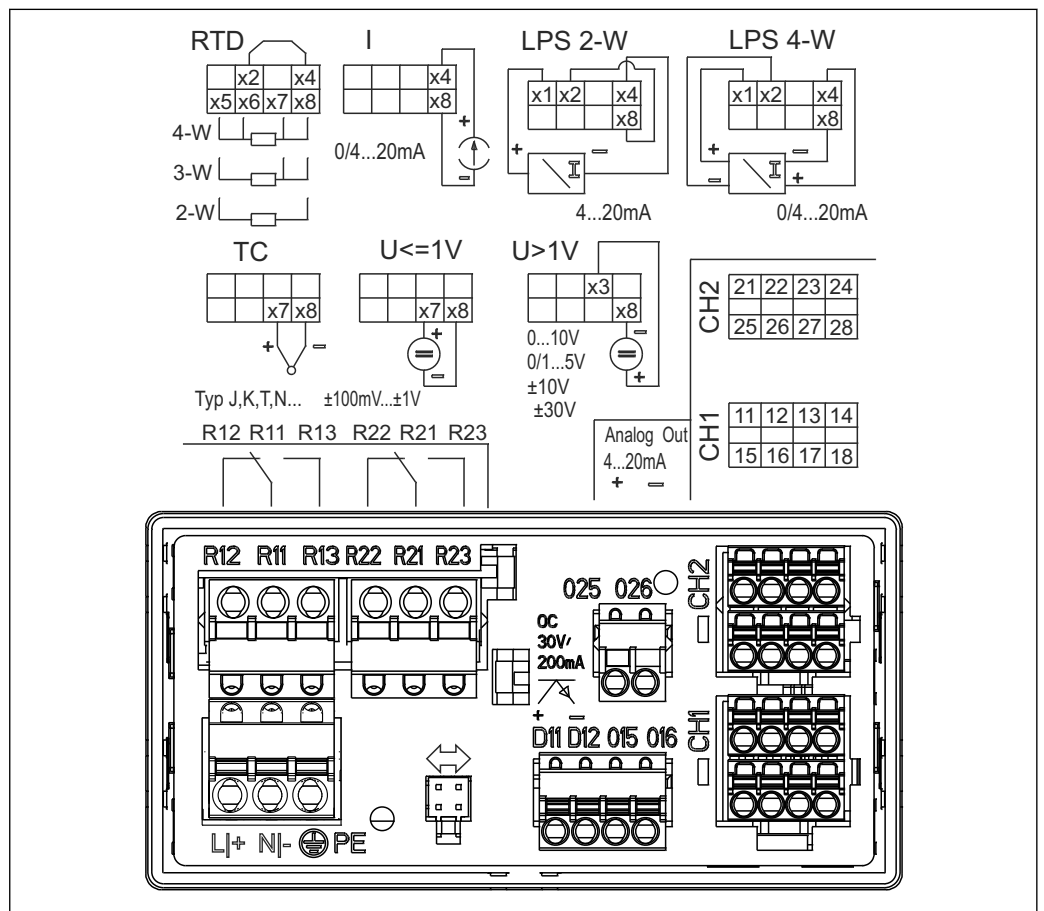 RTD I LPS 2-W LPS 4-W
x2 x4 x4 x1 x2 x4 x1 x2 x4
x5 x6 x7 x8 x8 x8 x8
4-W + + − + −
0/4...20mA
3-W − − +
2-W 4...20mA 0/4...20mA
TC U<=1V U>1V
x3 CH2 21 22 23 24
x7 x8 x7 x8 x8 25 26 27 28
+ − + − − +
0...10V
0/1...5V
Typ J,K,T,N... ±100mV...±1V ±10V
±30V
CH1 11 12 13 14
15 16 17 18
R12 R11 R13 R22 R21 R23 Analog Out
4...20mA
+ −
R12 R11 R13 R22 R21 R23
O25 O26 CH2
OC
30V/
200mA
+ −
D11 D12 O15 O16 CH1
L|+ N|- PE